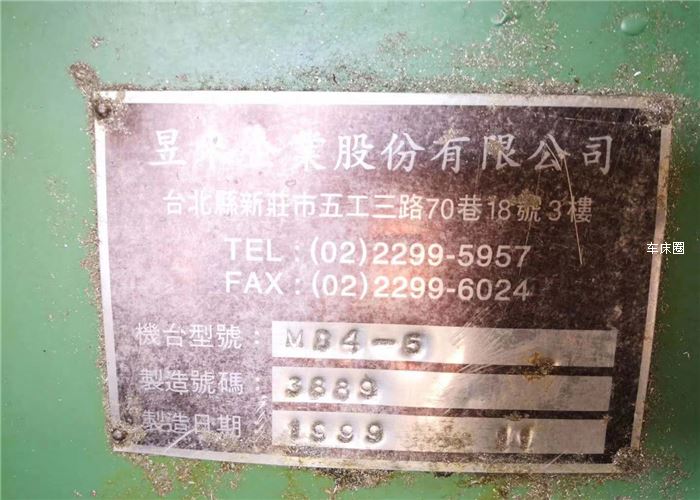 昱 企業股份有限公司
台北縣新莊市五工三路70巷18號3樓
TEL:(02)2299-5957
FAX:(02)2299-6024
車床圈
機台型號:
製造號碼:3889
製造日期:1999